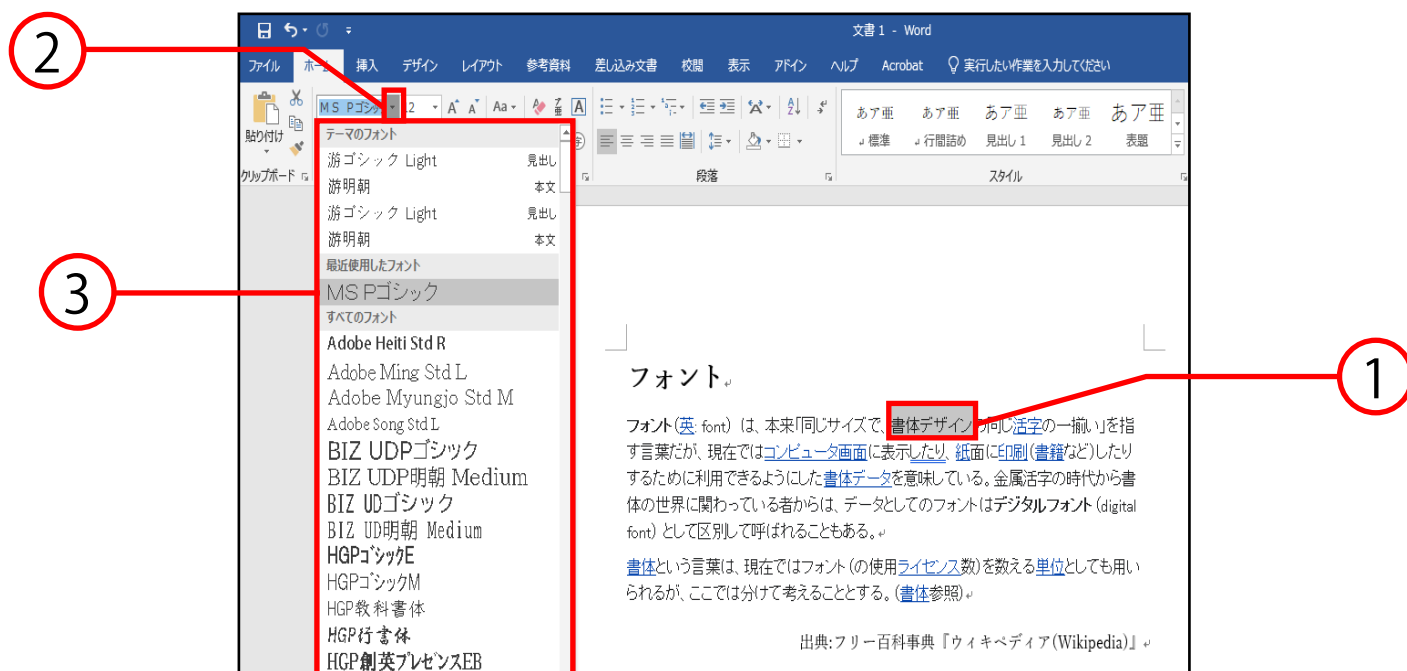 文書 1 - Word
ファイル ホーム 挿入 デザイン レイアウト 参考資料 差し込み文書 校閲 表示 アドイン ヘルプ Acrobat 実行したい作業を入力してください
②
MS Pゴシック
Aa
貼り付け
クリップボード
段落
あア亜 あア亜 あア亜 あア亜 あア亜
標準 行間詰め 見出し 1 見出し 2 表題
スタイル
テーマのフォント
游ゴシック Light 見出し
游明朝 本文
游ゴシック Light 見出し
游明朝 本文
最近使用したフォント
③
MS Pゴシック
すべてのフォント
Adobe Heiti Std R
Adobe Ming Std L
Adobe Myungjo Std M
Adobe Song Std L
BIZ UDPゴシック
BIZ UDP明朝 Medium
BIZ UDゴシック
BIZ UD明朝 Medium
HGPゴシックE
HGPゴシックM
HGP教科書体
HGP行書体
HGP創英プレゼンスEB
①
フォント
フォント (英: font) は、本来「同じサイズで、書体デザインの同じ活字の一揃い」を指
す言葉だが、現在ではコンピュータ画面に表示したり、紙面に印刷(書籍など)したり
するために利用できるようにした書体データを意味している。金属活字の時代から書
体の世界に関わっている者からは、データとしてのフォントはデジタルフォント (digital
font) として区別して呼ばれることもある。
書体という言葉は、現在ではフォント (の使用ライセンス数)を数える単位としても用い
られるが、ここでは分けて考えることとする。(書体参照)
出典:フリー百科事典『ウィキペディア(Wikipedia)』